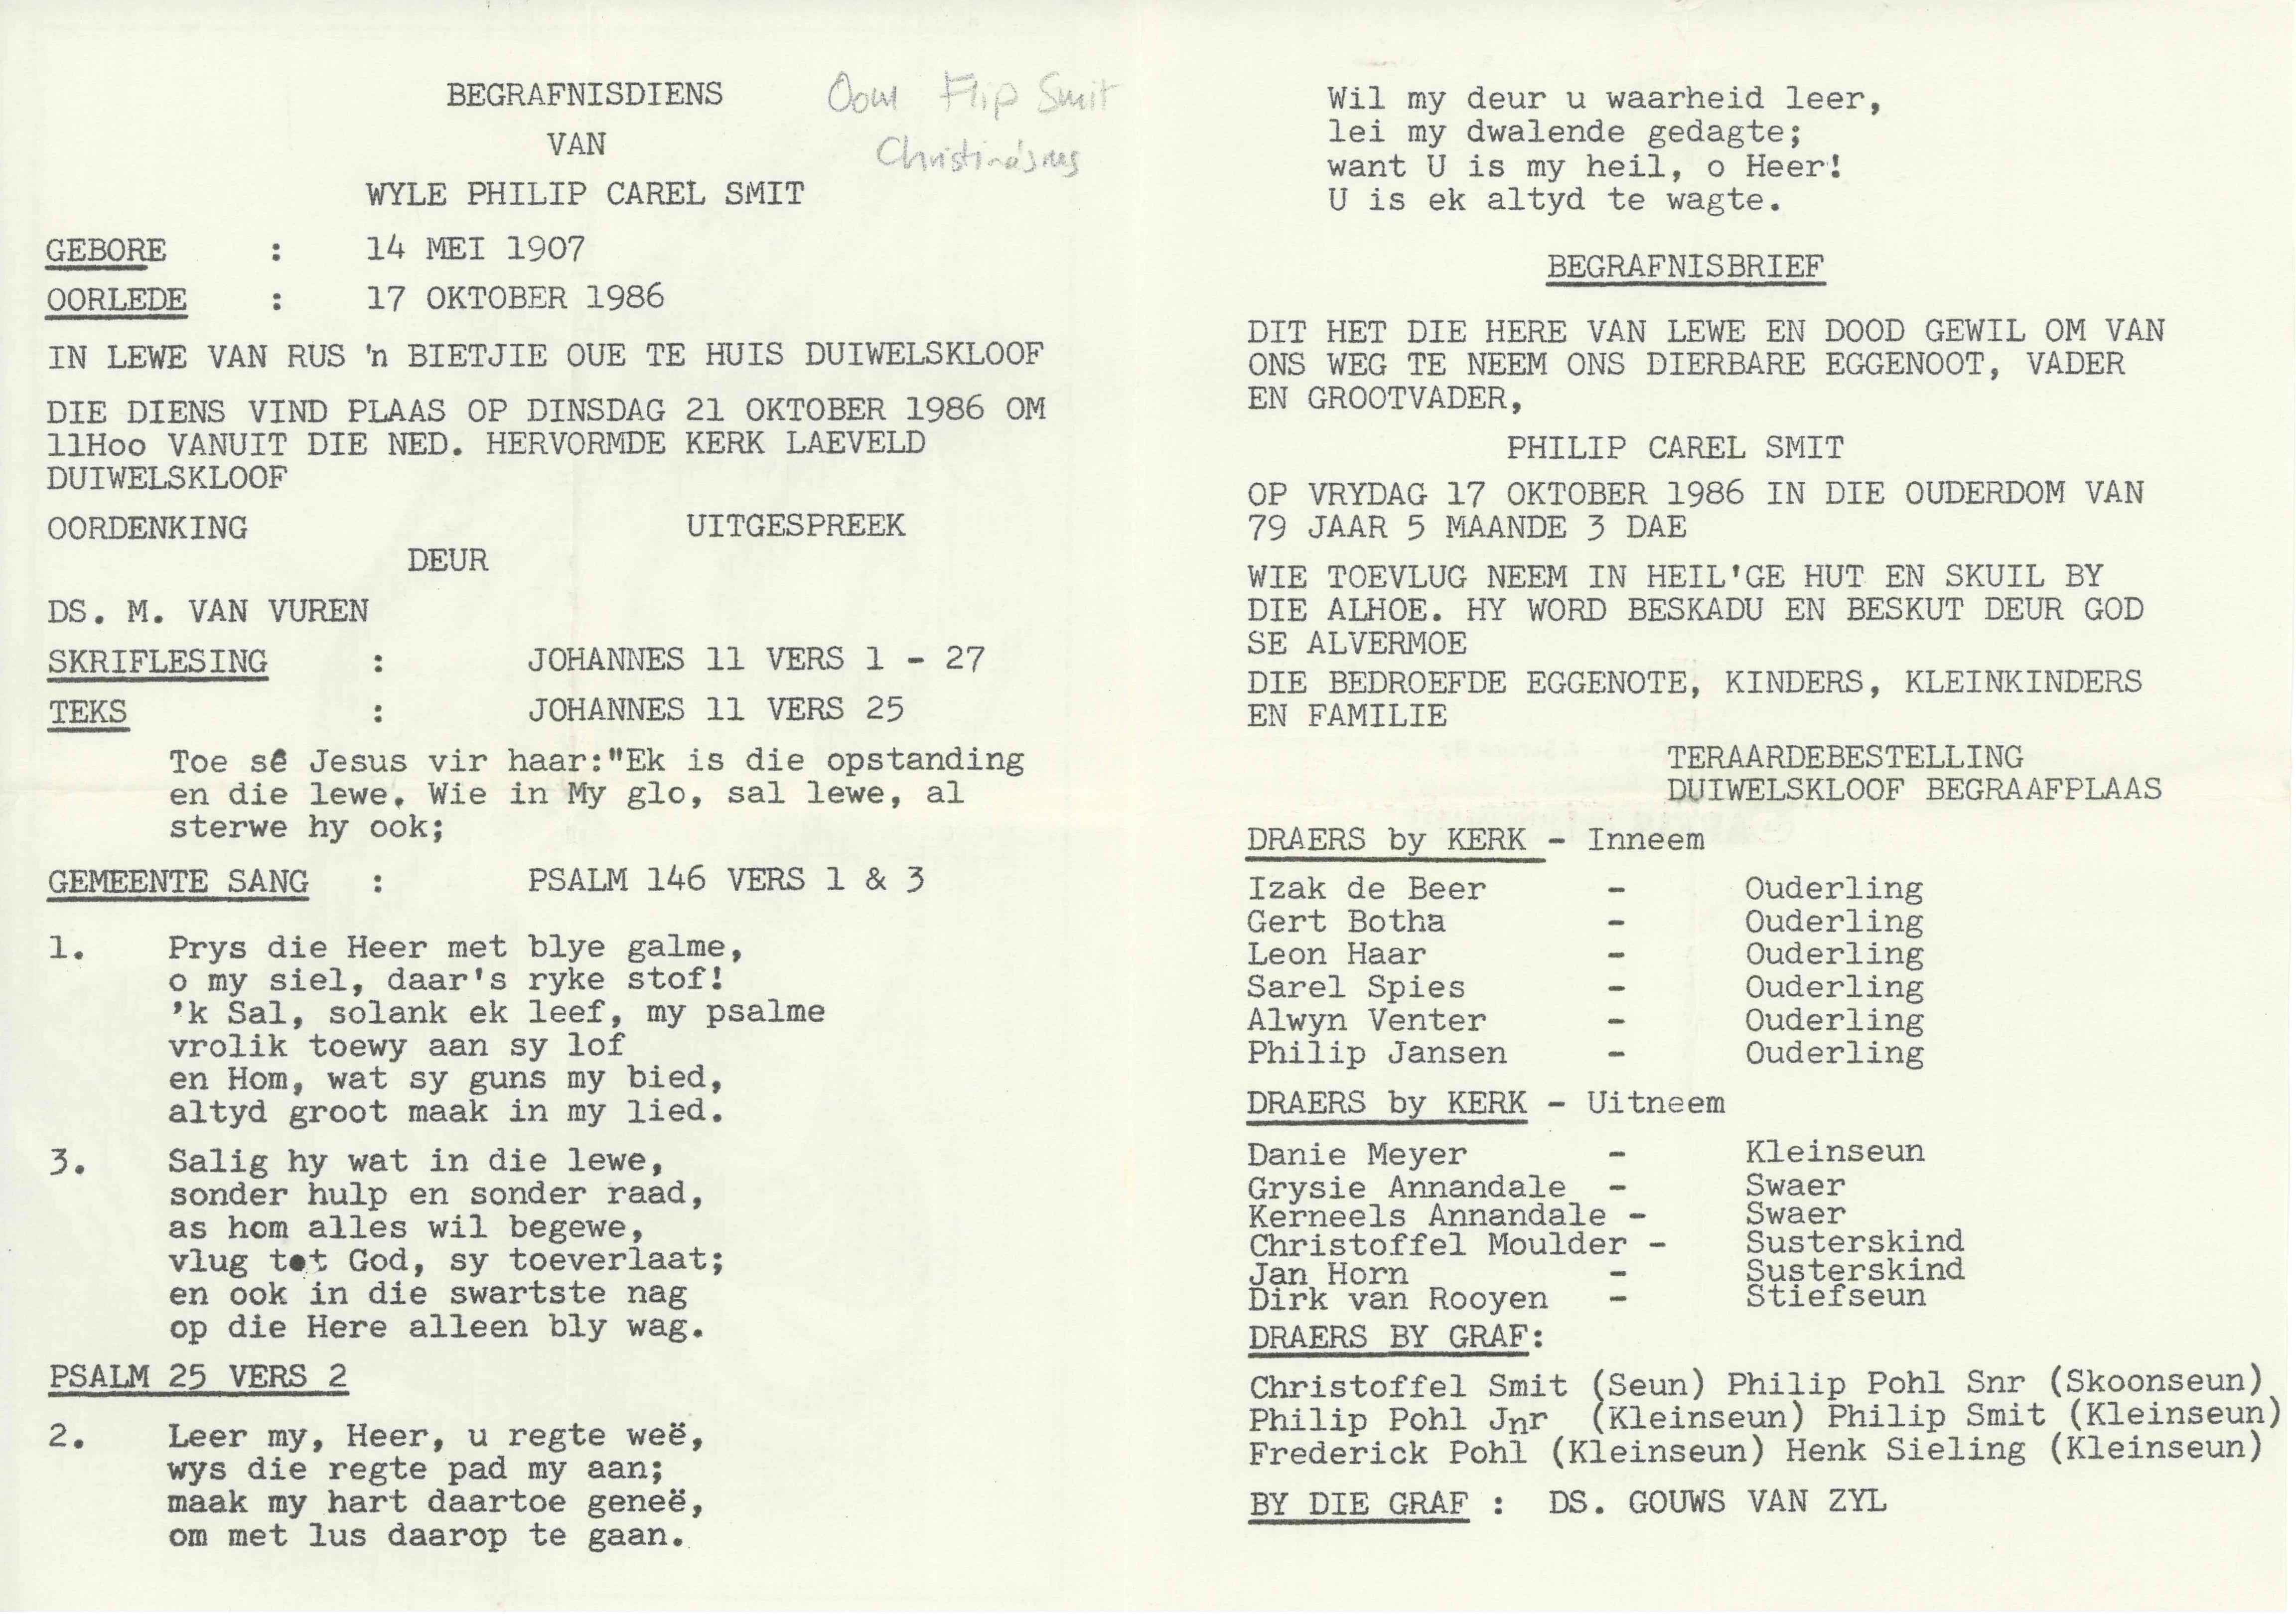 BEGRAFNISDIENS
Oom Flip Smit
VAN
Christina's
WYLE PHILIP CAREL SMIT
GEBORE : 14 MEI 1907
OORLEDE : 17 OKTOBER 1986
IN LEWE VAN RUS 'n BIETJIE OUE TE HUIS DUIWELSKLOOF
DIE DIENS VIND PLAAS OP DINSDAG 21 OKTOBER 1986 OM
11Hoo VANUIT DIE NED. HERVORMDE KERK LAEVELD
DUIWELSKLOOF
OORDENKING UITGESPREEK
DEUR
DS. M. VAN VUREN
SKRIFLESING : JOHANNES 11 VERS 1 - 27
TEKS : JOHANNES 11 VERS 25
Toe sê Jesus vir haar:"Ek is die opstanding
en die lewe. Wie in My glo, sal lewe, al
sterwe hy ook;
GEMEENTE SANG : PSALM 146 VERS 1 & 3
1. Prys die Heer met blye galme,
o my siel, daar's ryke stof!
'k Sal, solank ek leef, my psalme
vrolik toewy aan sy lof
en Hom, wat sy guns my bied,
altyd groot maak in my lied.
3. Salig hy wat in die lewe,
sonder hulp en sonder raad,
as hom alles wil begewe,
vlug tot God, sy toeverlaat;
en ook in die swartste nag
op die Here alleen bly wag.
PSALM 25 VERS 2
2. Leer my, Heer, u regte weë,
wys die regte pad my aan;
maak my hart daartoe geneë,
om met lus daarop te gaan.
Wil my deur u waarheid leer,
lei my dwalende gedagte;
want U is my heil, o Heer!
U is ek altyd te wagte.
BEGRAFNISBRIEF
DIT HET DIE HERE VAN LEWE EN DOOD GEWIL OM VAN
ONS WEG TE NEEM ONS DIERBARE EGGENOOT, VADER
EN GROOTVADER,
PHILIP CAREL SMIT
OP VRYDAG 17 OKTOBER 1986 IN DIE OUDERDOM VAN
79 JAAR 5 MAANDE 3 DAE
WIE TOEVLUG NEEM IN HEIL'GE HUT EN SKUIL BY
DIE ALHOE. HY WORD BESKADU EN BESKUT DEUR GOD
SE ALVERMOE
DIE BEDROEFDE EGGENOTE, KINDERS, KLEINKINDERS
EN FAMILIE
TERAARDEBESTELLING
DUIWELSKLOOF BEGRAAFPLAAS
DRAERS by KERK - Inneem
Izak de Beer - Ouderling
Gert Botha - Ouderling
Leon Haar - Ouderling
Sarel Spies - Ouderling
Alwyn Venter - Ouderling
Philip Jansen - Ouderling
DRAERS by KERK - Uitneem
Danie Meyer - Kleinseun
Grysie Annandale - Swaer
Kerneels Annandale - Swaer
Christoffel Moulder - Susterskind
Jan Horn - Susterskind
Dirk van Rooyen - Stiefseun
DRAERS BY GRAF:
Christoffel Smit (Seun) Philip Pohl Snr (Skoonseun)
Philip Pohl Jnr (Kleinseun) Philip Smit (Kleinseun)
Frederick Pohl (Kleinseun) Henk Sieling (Kleinseun)
BY DIE GRAF : DS. GOUWS VAN ZYL